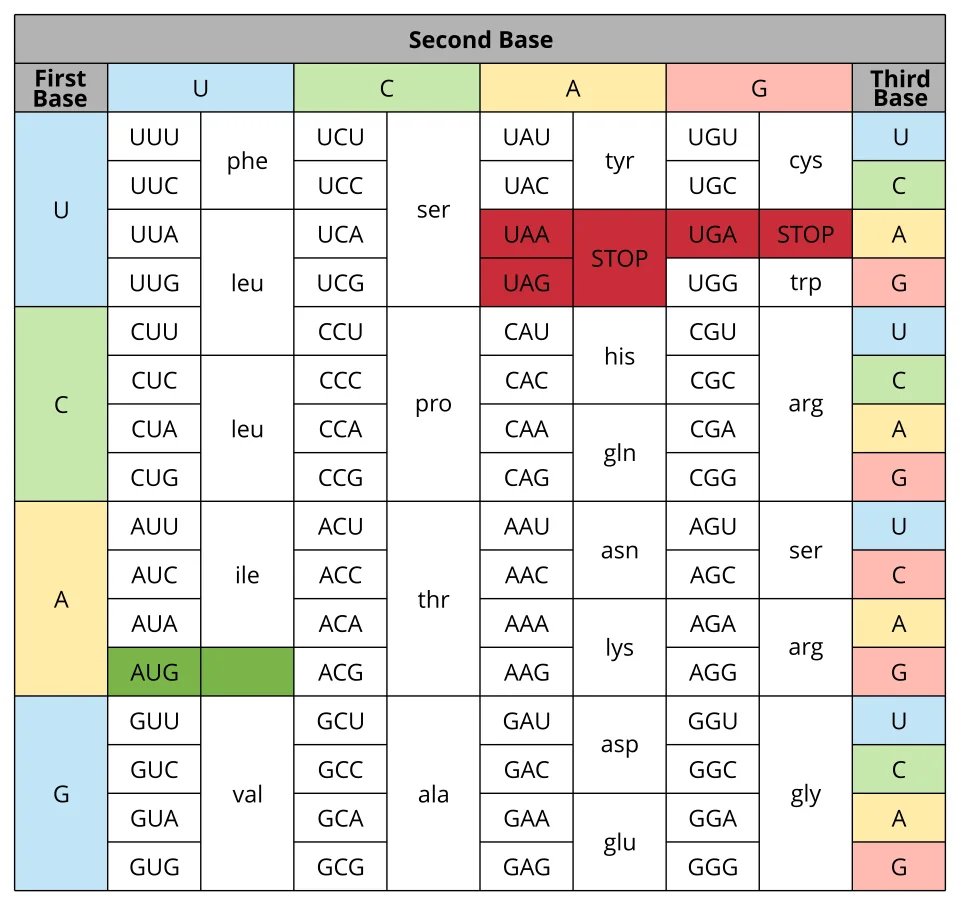 Second Base
First Base U C A G Third Base
U UUU phe UCU ser UAU tyr UGU cys U
UUC UCC UAC UGC C
UUA leu UCA UAA STOP UGA STOP A
UUG UCG UAG UGG trp G
C CUU CCU pro CAU his CGU arg U
CUC leu CCC CAC CGC C
CUA CCA CAA gln CGA A
CUG CCG CAG CGG G
A AUU ile ACU thr AAU asn AGU ser U
AUC ACC AAC AGC C
AUA ACA AAA lys AGA arg A
AUG ACG AAG AGG G
G GUU val GCU ala GAU asp GGU gly U
GUC GCC GAC GGC C
GUA GCA GAA glu GGA A
GUG GCG GAG GGG G